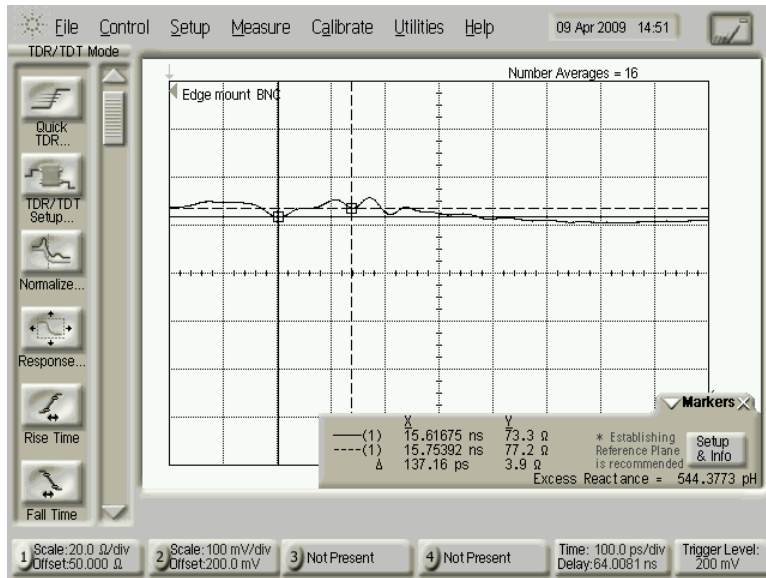 File Control Setup Measure Calibrate Utilities Help 09 Apr 2009 14:51
TDR/TDT Mode
Number Averages = 16
Edge mount BNC
Quick
TDR...
TDR/TDT
Setup...
Normalize...
Response...
Rise Time
Fall Time
Markers
X Y
——(1) 15.61675 ns 73.3 Ω
----(1) 15.75392 ns 77.2 Ω
Δ 137.16 ps 3.9 Ω
* Establishing
Reference Plane
is recommended
Setup
& Info
Excess Reactance = 544.3773 pH
1 Scale:20.0 Ω/div
Offset:50.000 Ω
2 Scale:100 mV/div
Offset:200.0 mV
3 Not Present
4 Not Present
Time: 100.0 ps/div
Delay:64.0081 ns
Trigger Level:
200 mV